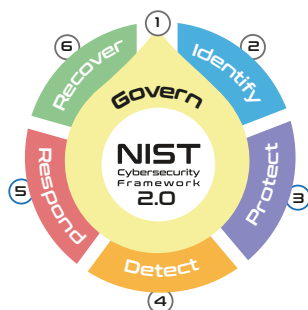 1
6
Recover
2
Identify
Govern
NIST
Cybersecurity
Framework
2.0
5
Respond
Protect
3
Detect
4